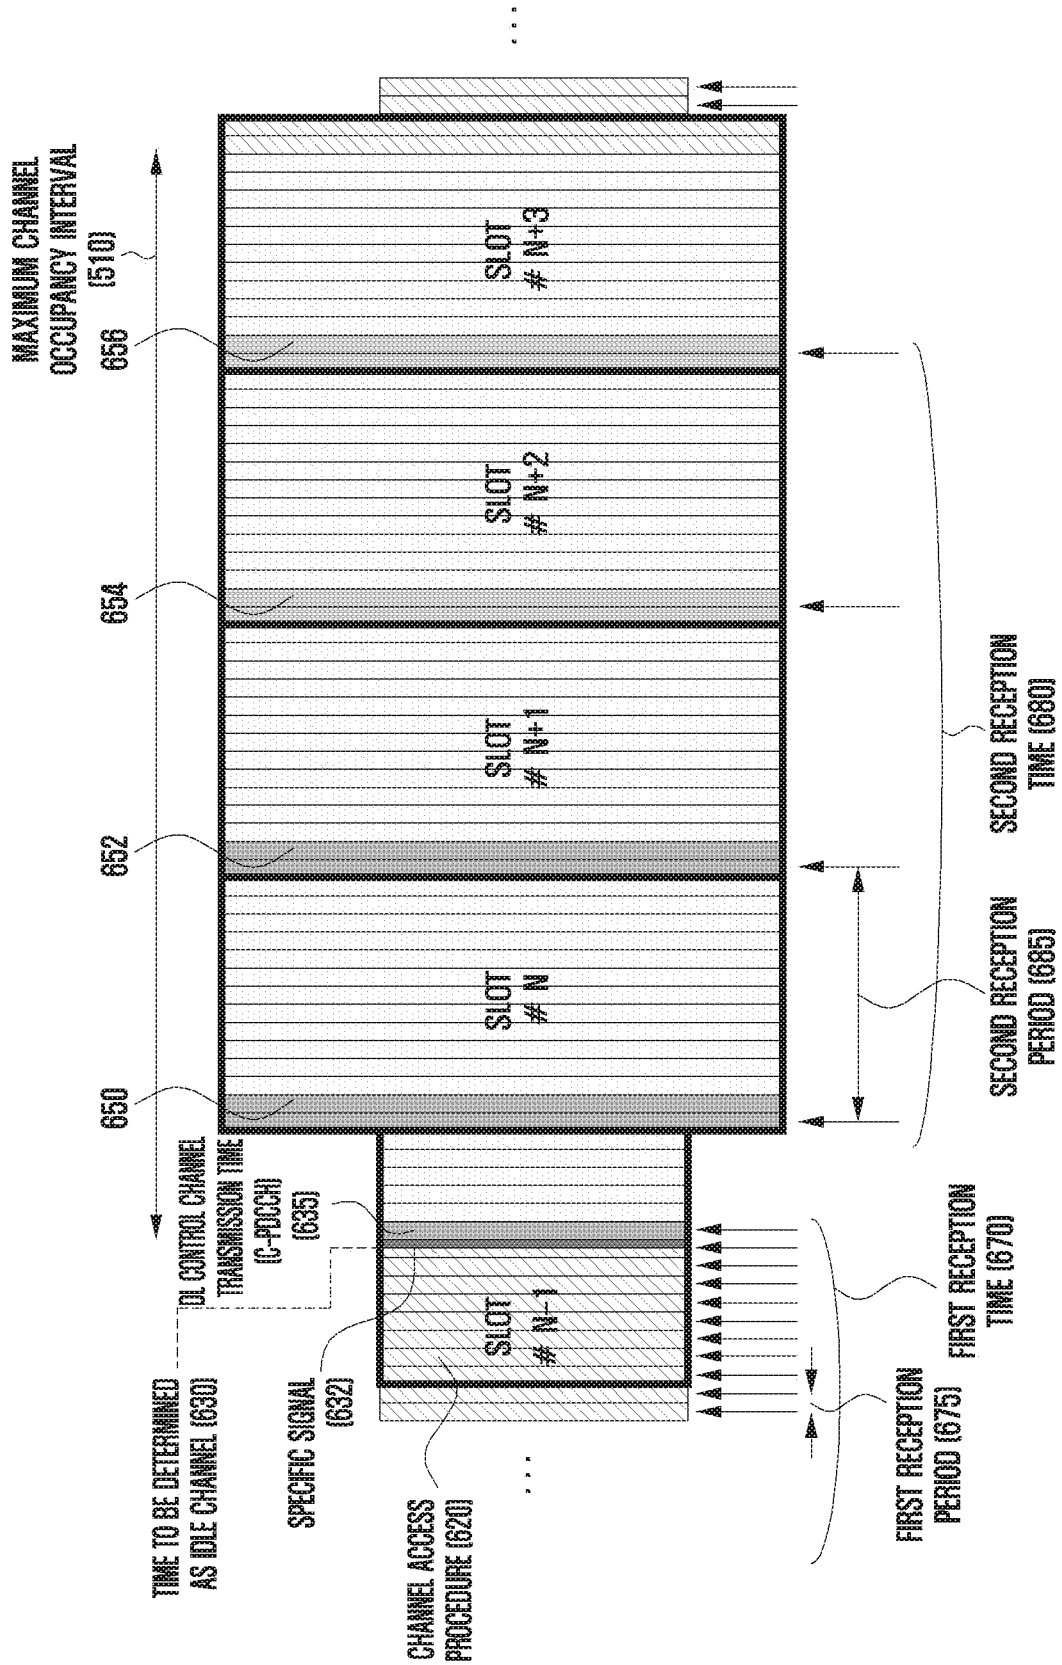 MAXIMUM CHANNEL
OCCUPANCY INTERVAL
(510)
TIME TO BE DETERMINED
AS IDLE CHANNEL (630)
DL CONTROL CHANNEL
TRANSMISSION TIME
(C-PDCCH)
(635)
650
652
654
656
SPECIFIC SIGNAL
(632)
CHANNEL ACCESS
PROCEDURE (620)
. . .
SLOT
# N-1
SLOT
# N
SLOT
# N+1
SLOT
# N+2
SLOT
# N+3
. . .
FIRST RECEPTION
PERIOD (675)
FIRST RECEPTION
TIME (670)
SECOND RECEPTION
PERIOD (685)
SECOND RECEPTION
TIME (680)